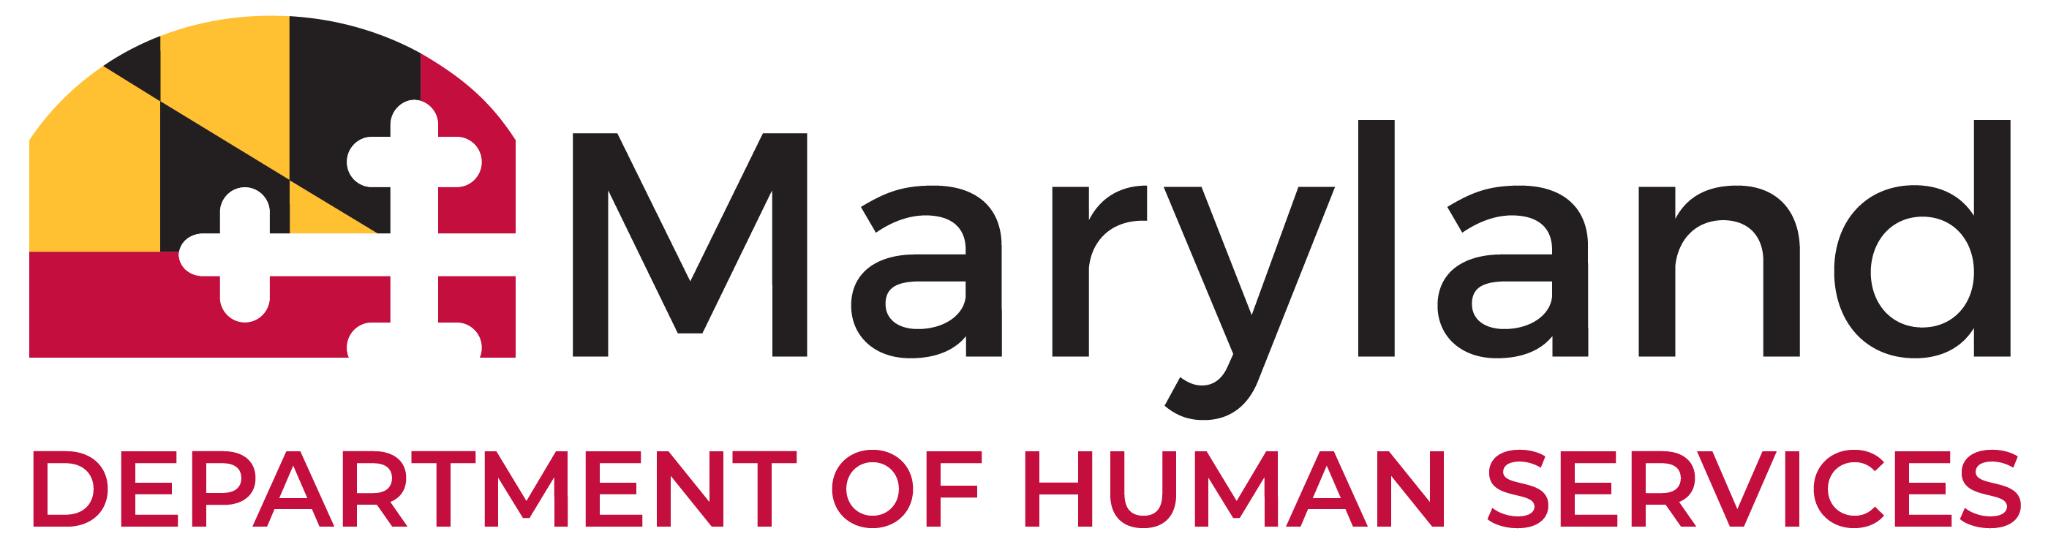 Maryland
DEPARTMENT OF HUMAN SERVICES